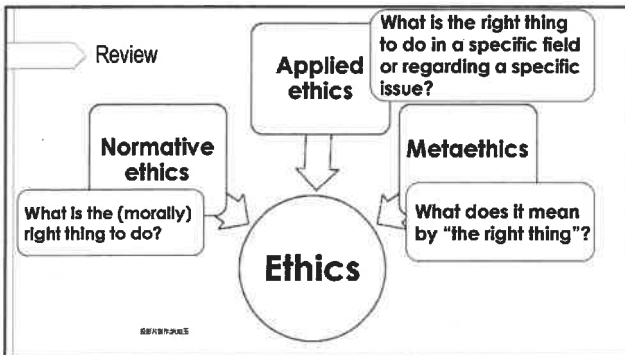 Review
Applied
ethics
What is the right thing
to do in a specific field
or regarding a specific
issue?
Normative
ethics
What is the (morally)
right thing to do?
Metaethics
What does it mean
by “the right thing”?
Ethics